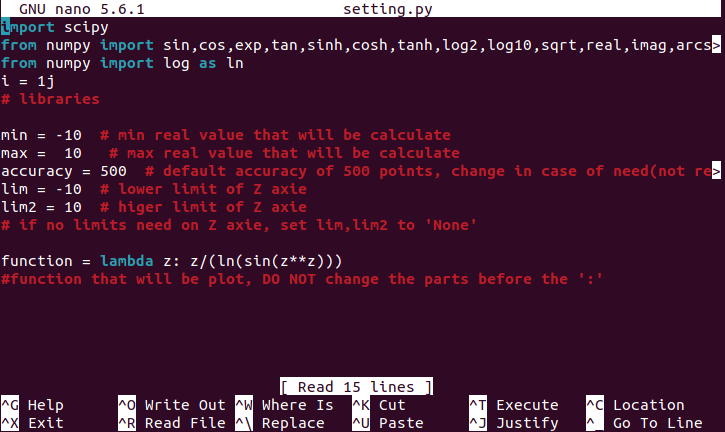 GNU nano 5.6.1 setting.py
import scipy
from numpy import sin,cos,exp,tan,sinh,cosh,tanh,log2,log10,sqrt,real,imag,arcs>
from numpy import log as ln
i = 1j
# libraries
min = -10  # min real value that will be calculate
max =  10   # max real value that will be calculate
accuracy = 500  # default accuracy of 500 points, change in case of need(not re>
lim = -10  # lower limit of Z axie
lim2 = 10  # higer limit of Z axie
# if no limits need on Z axie, set lim,lim2 to 'None'
function = lambda z: z/(ln(sin(z**z)))
#function that will be plot, DO NOT change the parts before the ':'
[ Read 15 lines ]
^G Help ^O Write Out ^W Where Is ^K Cut ^T Execute ^C Location
^X Exit ^R Read File ^\ Replace ^U Paste ^J Justify ^_ Go To Line